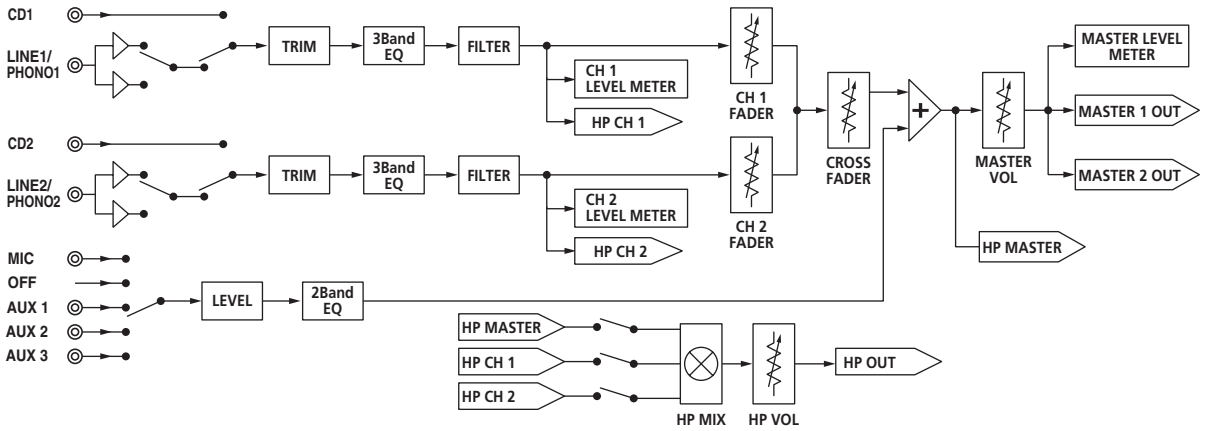 CD1
LINE1/
PHONO1
TRIM
3Band
EQ
FILTER
CH 1
LEVEL METER
HP CH 1
CH 1
FADER
CD2
LINE2/
PHONO2
TRIM
3Band
EQ
FILTER
CH 2
LEVEL METER
HP CH 2
CH 2
FADER
CROSS
FADER
+
MASTER
VOL
MASTER LEVEL
METER
MASTER 1 OUT
MASTER 2 OUT
HP MASTER
MIC
OFF
AUX 1
AUX 2
AUX 3
LEVEL
2Band
EQ
HP MASTER
HP CH 1
HP CH 2
HP MIX
HP VOL
HP OUT